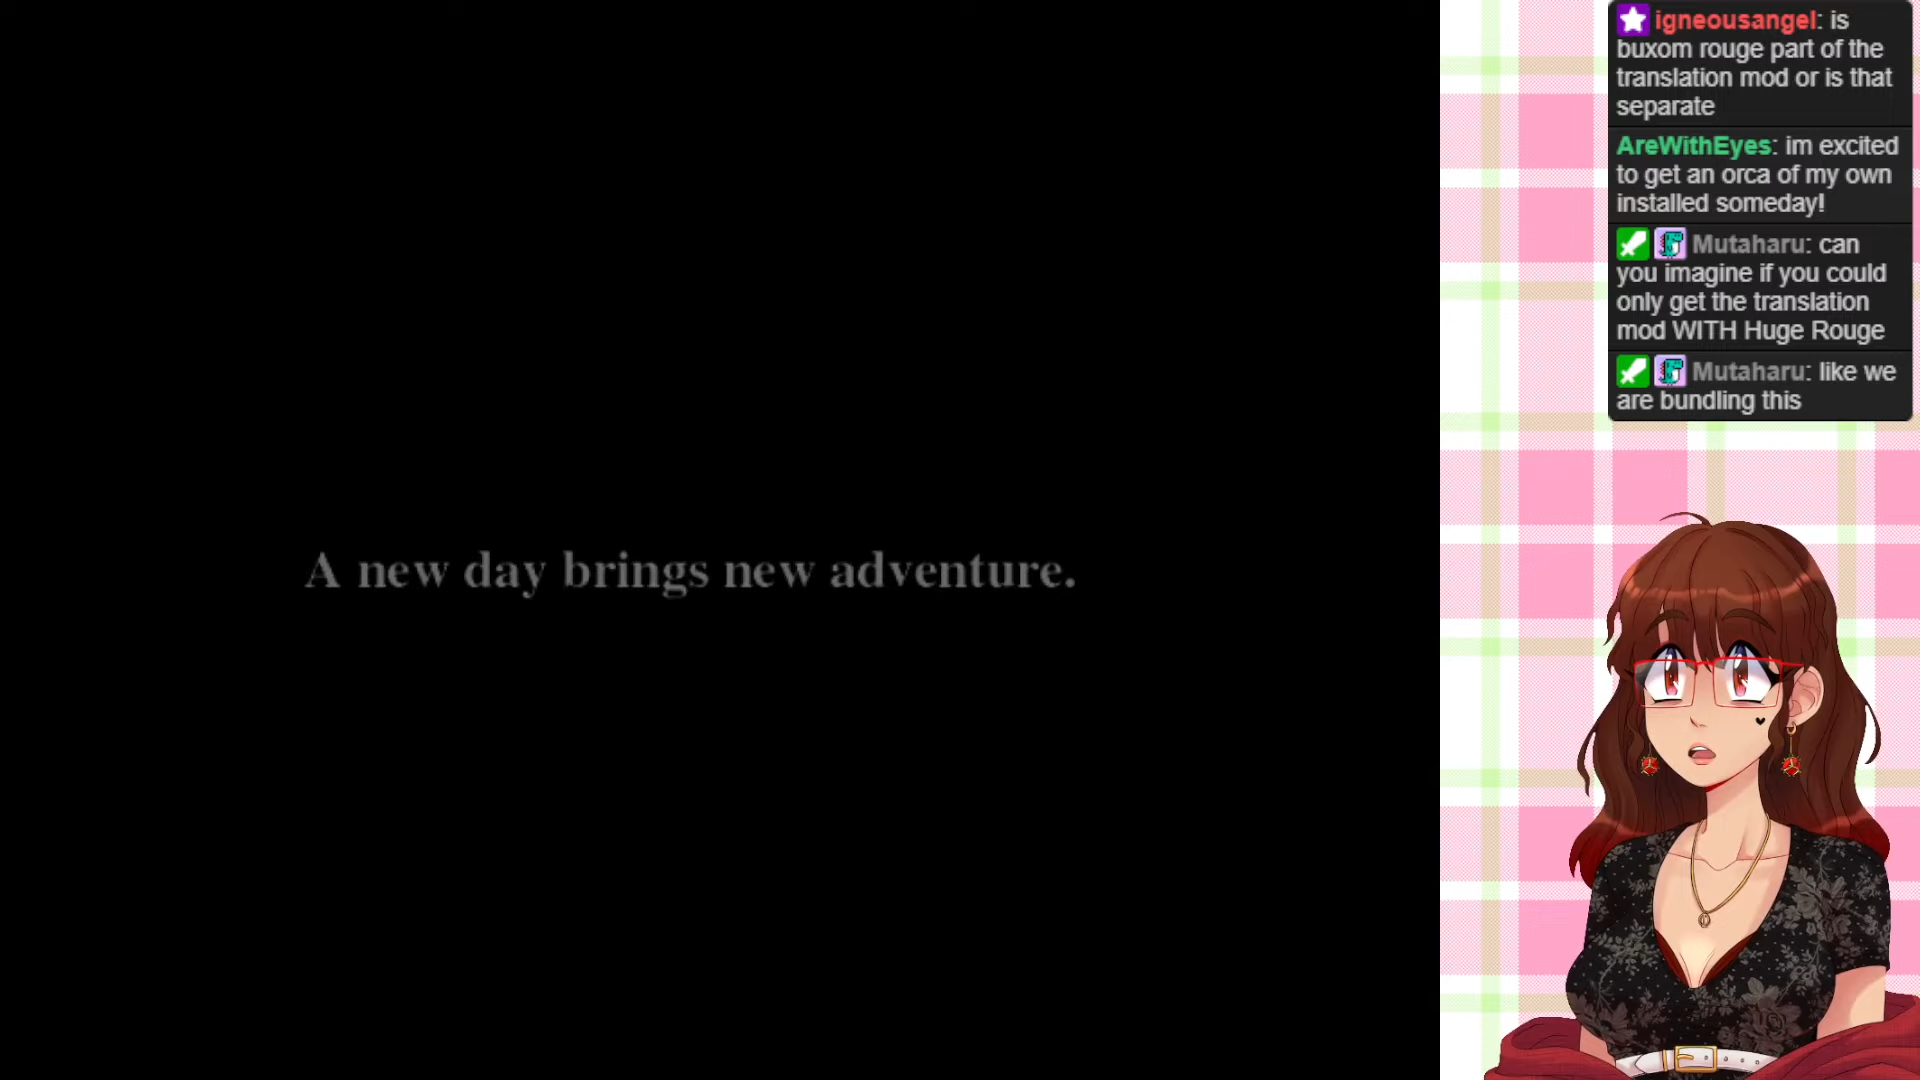 igneousangel: is
buxom rouge part of the
translation mod or is that
separate
AreWithEyes: im excited
to get an orca of my own
installed someday!
Mutaharu: can
you imagine if you could
only get the translation
mod WITH Huge Rouge
Mutaharu: like we
are bundling this
A new day brings new adventure.